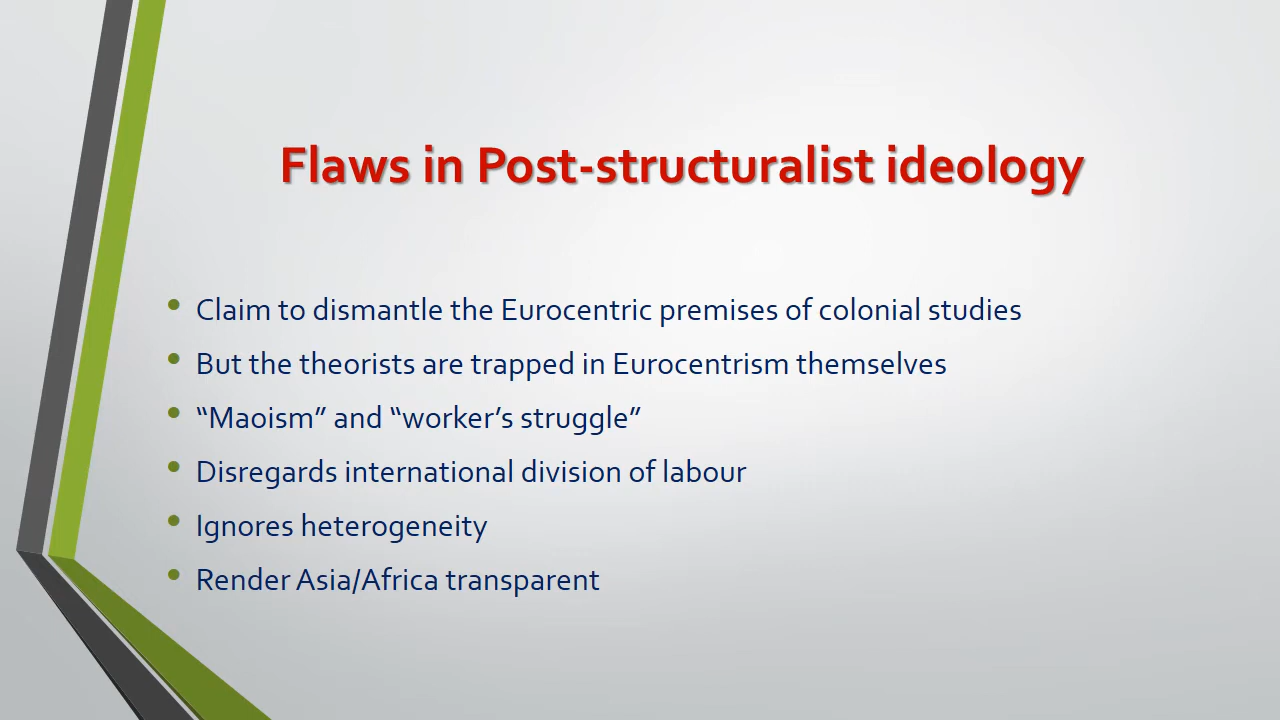 Flaws in Post-structuralist ideology
• Claim to dismantle the Eurocentric premises of colonial studies
• But the theorists are trapped in Eurocentrism themselves
• “Maoism” and “worker’s struggle”
• Disregards international division of labour
• Ignores heterogeneity
• Render Asia/Africa transparent